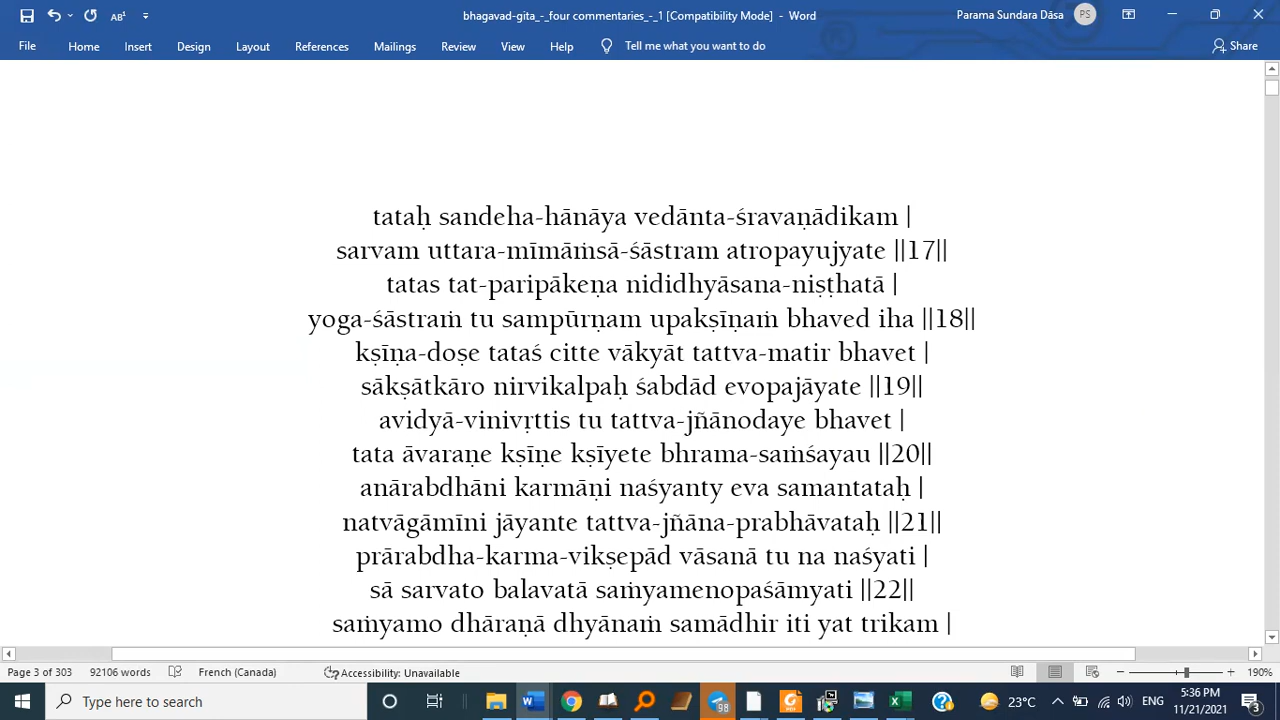 bhagavad-gita_-_four commentaries_-_1 [Compatibility Mode] - Word
Parama Sundara Dāsa PS
File Home Insert Design Layout References Mailings Review View Help Tell me what you want to do Share
tataḥ sandeha-hānāya vedānta-śravaṇādikam |
sarvam uttara-mīmāṁsā-śāstram atropayujyate ||17||
tatas tat-paripākeṇa nididhyāsana-niṣṭhatā |
yoga-śāstraṁ tu sampūrṇam upakṣīṇaṁ bhaved iha ||18||
kṣīṇa-doṣe tataś citte vākyāt tattva-matir bhavet |
sākṣātkāro nirvikalpaḥ śabdād evopajāyate ||19||
avidyā-vinivṛttis tu tattva-jñānodaye bhavet |
tata āvaraṇe kṣīṇe kṣīyete bhrama-saṁśayau ||20||
anārabdhāni karmāṇi naśyanty eva samantataḥ |
natvāgāmīni jāyante tattva-jñāna-prabhāvataḥ ||21||
prārabdha-karma-vikṣepād vāsanā tu na naśyati |
sā sarvato balavatā saṁyamenopaśāmyati ||22||
saṁyamo dhāraṇā dhyānaṁ samādhir iti yat trikam |
Page 3 of 303 92106 words French (Canada) Accessibility: Unavailable 190%
Type here to search 98 23°C ENG 5:36 PM 3
11/21/2021